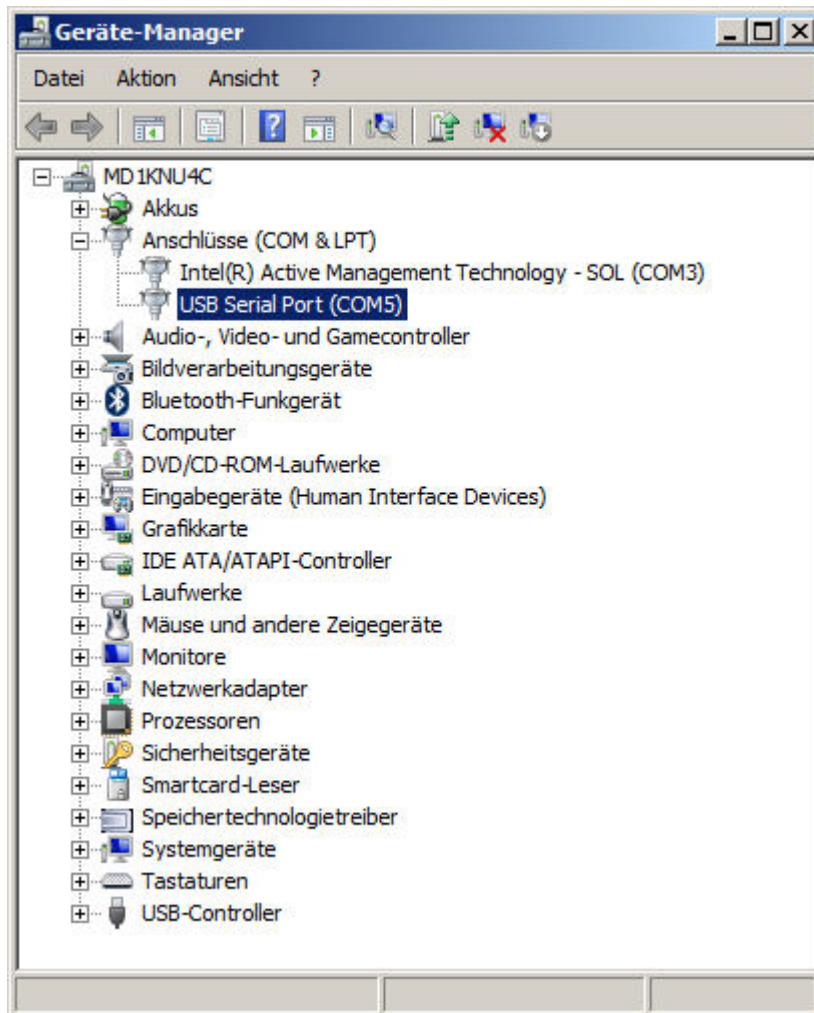 Geräte-Manager
Datei Aktion Ansicht ?
MD1KNU4C
Akkus
Anschlüsse (COM & LPT)
Intel(R) Active Management Technology - SOL (COM3)
USB Serial Port (COM5)
Audio-, Video- und Gamecontroller
Bildverarbeitungsgeräte
Bluetooth-Funkgerät
Computer
DVD/CD-ROM-Laufwerke
Eingabegeräte (Human Interface Devices)
Grafikkarte
IDE ATA/ATAPI-Controller
Laufwerke
Mäuse und andere Zeigegeräte
Monitore
Netzwerkadapter
Prozessoren
Sicherheitsgeräte
Smartcard-Leser
Speichertechnologietreiber
Systemgeräte
Tastaturen
USB-Controller